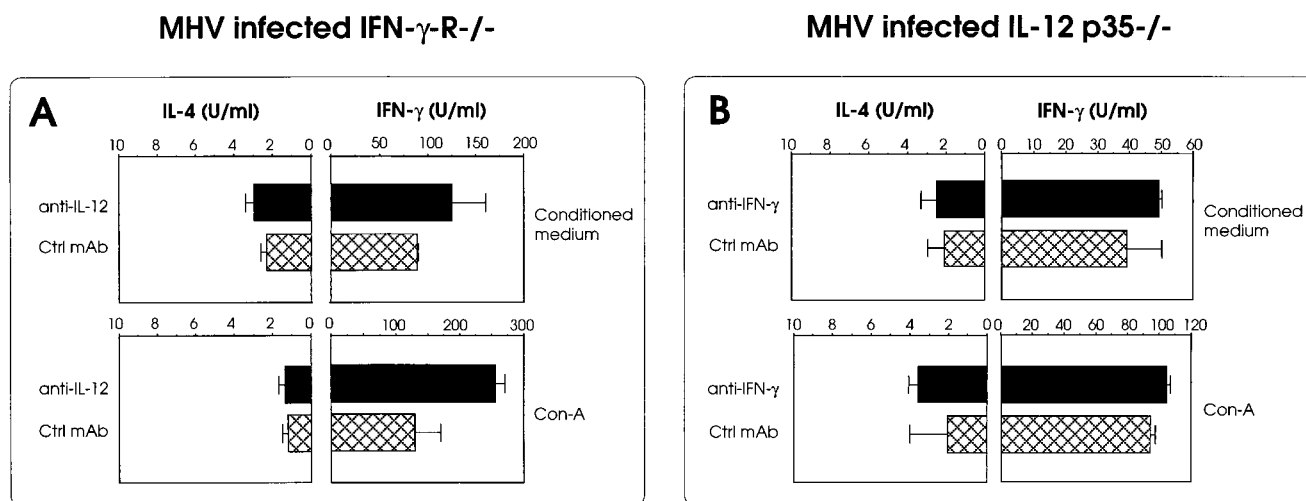 MHV infected IFN-γ-R-/-
MHV infected IL-12 p35-/-
A
IL-4 (U/ml)
IFN-γ (U/ml)
10 8 6 4 2 0
0 50 100 150 200
anti-IL-12
Ctrl mAb
Conditioned
medium
10 8 6 4 2 0
0 100 200 300
anti-IL-12
Ctrl mAb
Con-A
B
IL-4 (U/ml)
IFN-γ (U/ml)
10 8 6 4 2 0
0 10 20 30 40 50 60
anti-IFN-γ
Ctrl mAb
Conditioned
medium
10 8 6 4 2 0
0 20 40 60 80 100 120
anti-IFN-γ
Ctrl mAb
Con-A